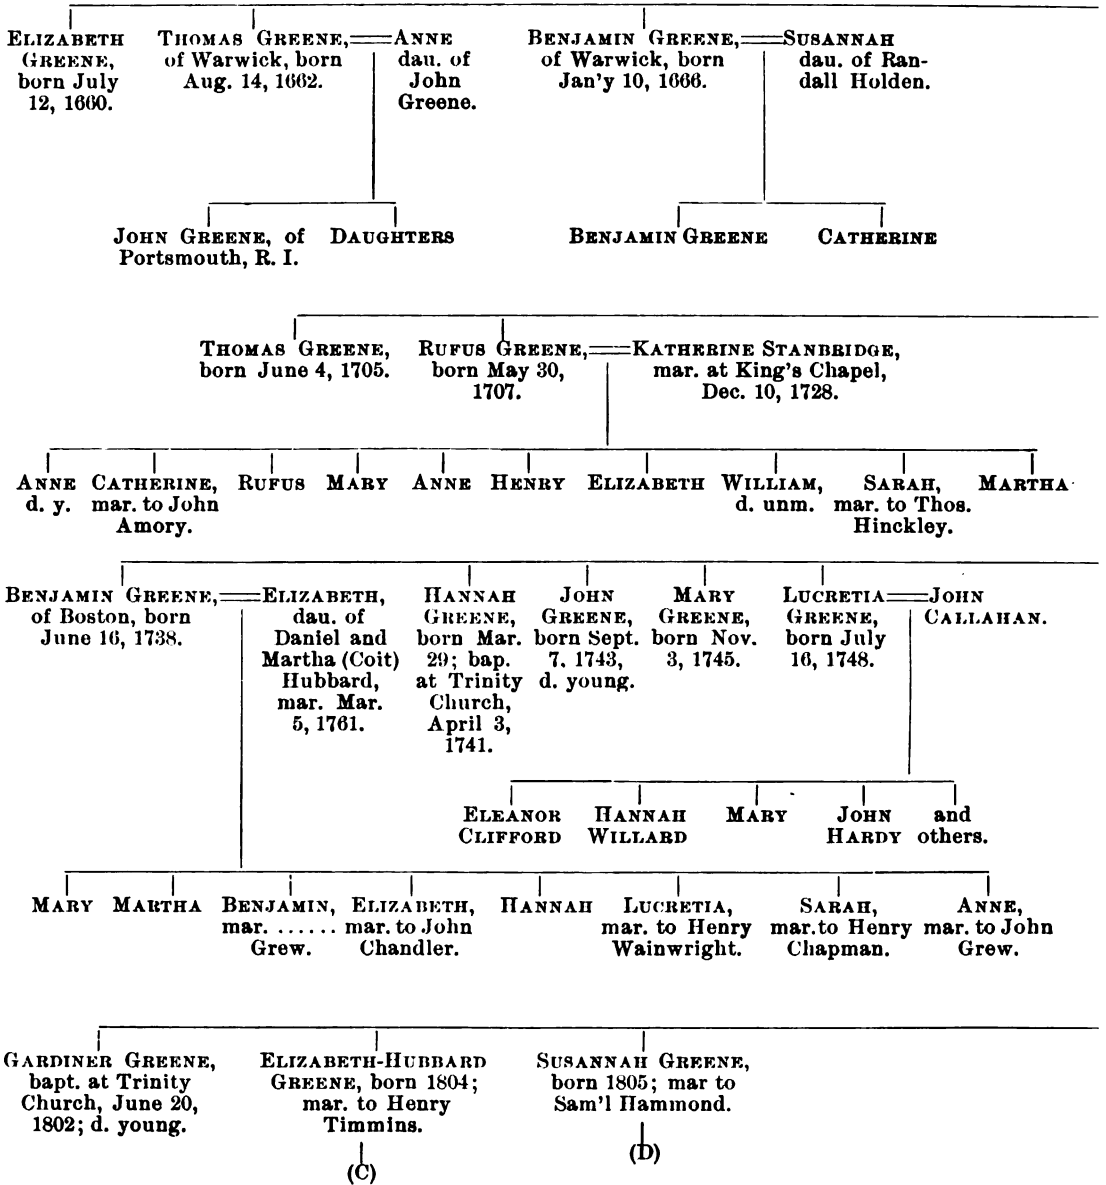 ELIZABETH
GREENE,
born July
12, 1660.
THOMAS GREENE,
of Warwick, born
Aug. 14, 1662.
ANNE
dau. of
John
Greene.
BENJAMIN GREENE,
of Warwick, born
Jan'y 10, 1666.
SUSANNAH
dau. of Ran-
dall Holden.
JOHN GREENE, of
Portsmouth, R. I.
DAUGHTERS
BENJAMIN GREENE
CATHERINE
THOMAS GREENE,
born June 4, 1705.
RUFUS GREENE,
born May 30,
1707.
KATHERINE STANBRIDGE,
mar. at King's Chapel,
Dec. 10, 1728.
ANNE
d. y.
CATHERINE,
mar. to John
Amory.
RUFUS
MARY
ANNE
HENRY
ELIZABETH
WILLIAM,
d. unm.
SARAH,
mar. to Thos.
Hinckley.
MARTHA
BENJAMIN GREENE,
of Boston, born
June 16, 1738.
ELIZABETH,
dau. of
Daniel and
Martha (Coit)
Hubbard,
mar. Mar.
5, 1761.
HANNAH
GREENE,
born Mar.
29; bap.
at Trinity
Church,
April 3,
1741.
JOHN
GREENE,
born Sept.
7, 1743,
d. young.
MARY
GREENE,
born Nov.
3, 1745.
LUCRETIA
GREENE,
born July
16, 1748.
JOHN
CALLAHAN.
ELEANOR
CLIFFORD
HANNAH
WILLARD
MARY
JOHN
HARDY
and
others.
MARY
MARTHA
BENJAMIN,
mar. ......
Grew.
ELIZABETH,
mar. to John
Chandler.
HANNAH
LUCRETIA,
mar. to Henry
Wainwright.
SARAH,
mar. to Henry
Chapman.
ANNE,
mar. to John
Grew.
GARDINER GREENE,
bapt. at Trinity
Church, June 20,
1802; d. young.
ELIZABETH-HUBBARD
GREENE, born 1804;
mar. to Henry
Timmins.
(C)
SUSANNAH GREENE,
born 1805; mar to
Sam'l Hammond.
(D)